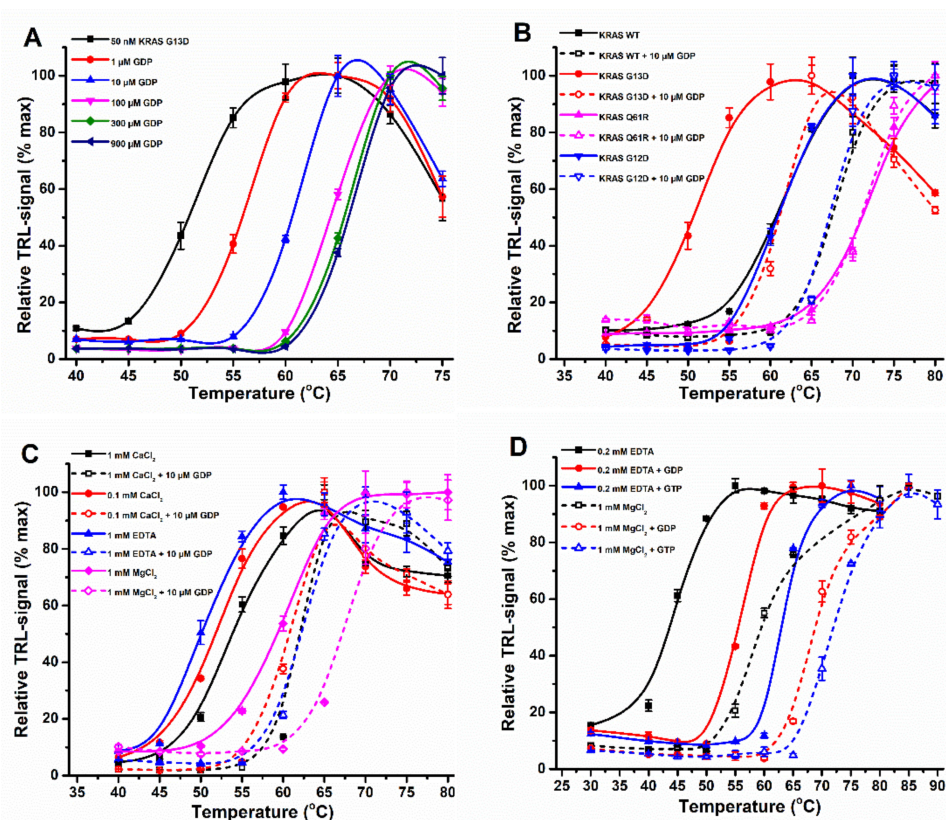 A
50 nM KRAS G13D
1 µM GDP
10 µM GDP
100 µM GDP
300 µM GDP
900 µM GDP
Relative TRL-signal (% max)
0
20
40
60
80
100
40 45 50 55 60 65 70 75
Temperature (°C)
B
KRAS WT
KRAS WT + 10 µM GDP
KRAS G13D
KRAS G13D + 10 µM GDP
KRAS Q61R
KRAS Q61R + 10 µM GDP
KRAS G12D
KRAS G12D + 10 µM GDP
Relative TRL-signal (% max)
0
20
40
60
80
100
35 40 45 50 55 60 65 70 75 80
Temperature (°C)
C
1 mM CaCl₂
1 mM CaCl₂ + 10 µM GDP
0.1 mM CaCl₂
0.1 mM CaCl₂ + 10 µM GDP
1 mM EDTA
1 mM EDTA + 10 µM GDP
1 mM MgCl₂
1 mM MgCl₂ + 10 µM GDP
Relative TRL-signal (% max)
0
20
40
60
80
100
35 40 45 50 55 60 65 70 75 80
Temperature (°C)
D
0.2 mM EDTA
0.2 mM EDTA + GDP
0.2 mM EDTA + GTP
1 mM MgCl₂
1 mM MgCl₂ + GDP
1 mM MgCl₂ + GTP
Relative TRL-signal (% max)
0
20
40
60
80
100
25 30 35 40 45 50 55 60 65 70 75 80 85 90
Temperature (°C)